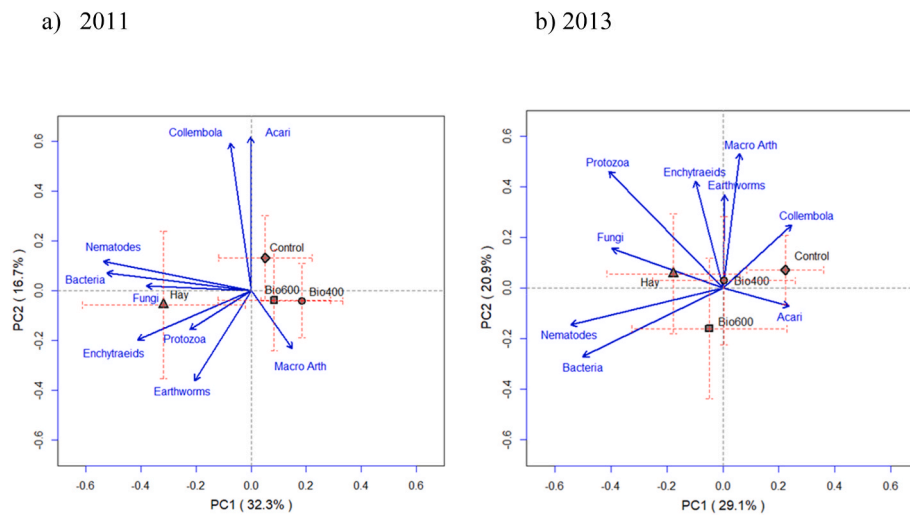 a) 2011
b) 2013
0.6
0.4
0.2
0.0
-0.2
-0.4
-0.6
PC2 ( 16.7% )
Collembola
Acari
Nematodes
Bacteria
Fungi
Hay
Control
Bio600
Bio400
Protozoa
Enchytraeids
Earthworms
Macro Arth
-0.6 -0.4 -0.2 0.0 0.2 0.4 0.6
PC1 ( 32.3% )
0.6
0.4
0.2
0.0
-0.2
-0.4
-0.6
PC2 ( 20.9% )
Macro Arth
Protozoa
Enchytraeids
Earthworms
Collembola
Fungi
Control
Hay
Bio400
Acari
Bio600
Nematodes
Bacteria
-0.6 -0.4 -0.2 0.0 0.2 0.4 0.6
PC1 ( 29.1% )